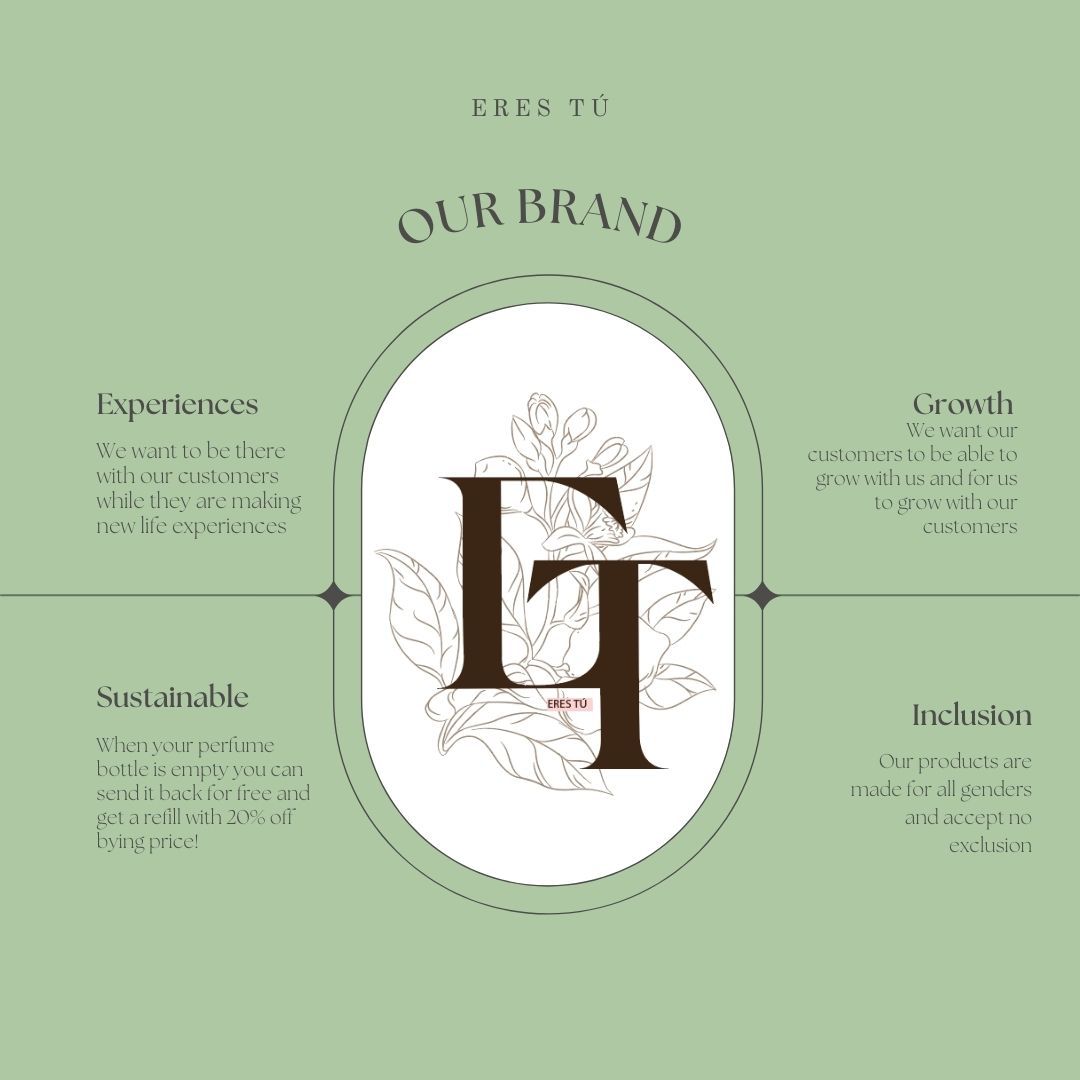 ERES TÚ
OUR BRAND
Experiences
We want to be there
with our customers
while they are making
new life experiences
Growth
We want our
customers to be able to
grow with us and for us
to grow with our
customers
ET
ERES TÚ
Sustainable
When your perfume
bottle is empty you can
send it back for free and
get a refill with 20% off
bying price!
Inclusion
Our products are
made for all genders
and accept no
exclusion